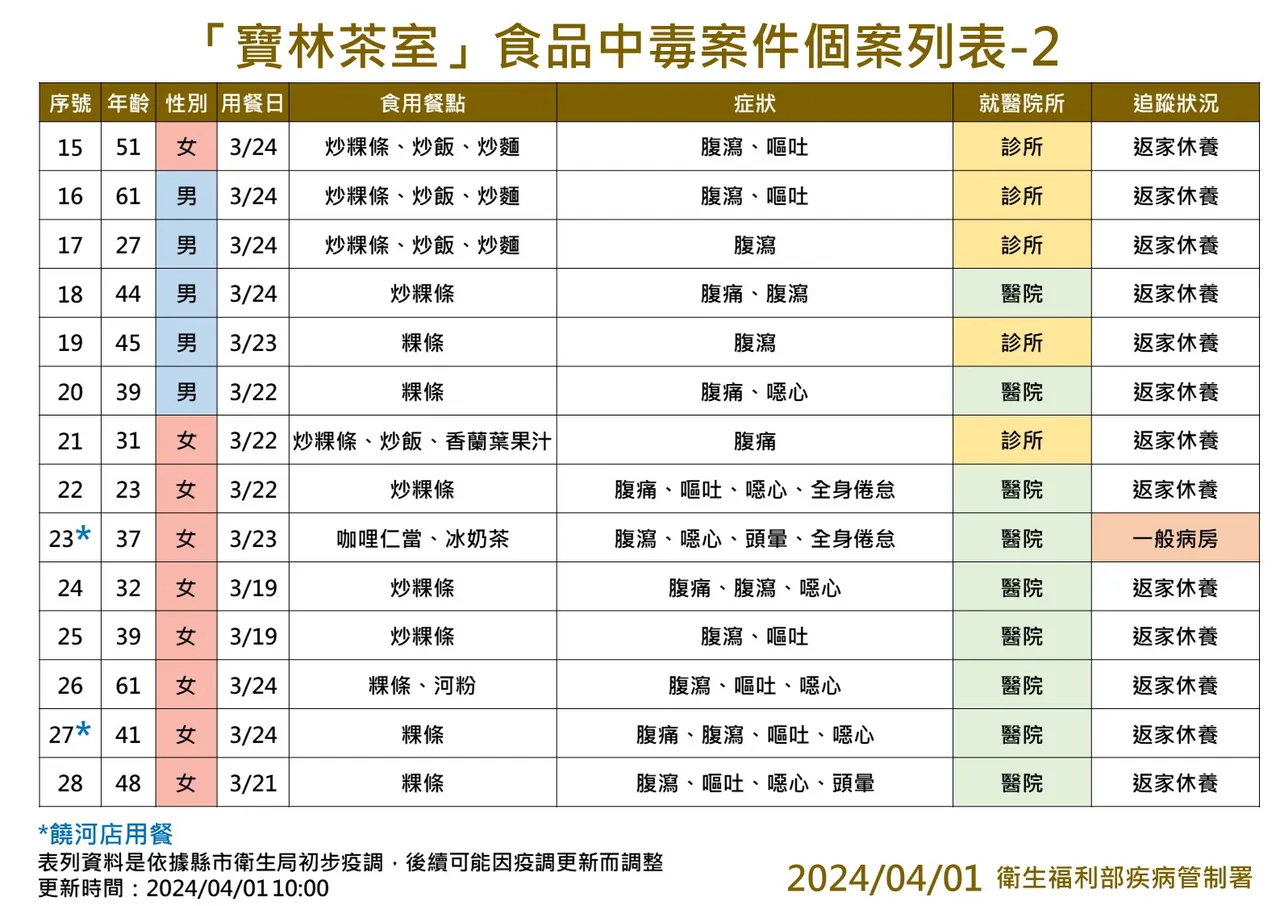 「寶林茶室」食品中毒案件個案列表-2
序號 年齡 性別 用餐日 食用餐點 症狀 就醫院所 追蹤狀況
15 51 女 3/24 炒粿條、炒飯、炒麵 腹瀉、嘔吐 診所 返家休養
16 61 男 3/24 炒粿條、炒飯、炒麵 腹瀉、嘔吐 診所 返家休養
17 27 男 3/24 炒粿條、炒飯、炒麵 腹瀉 診所 返家休養
18 44 男 3/24 炒粿條 腹痛、腹瀉 醫院 返家休養
19 45 男 3/23 粿條 腹瀉 診所 返家休養
20 39 男 3/22 粿條 腹痛、噁心 醫院 返家休養
21 31 女 3/22 炒粿條、炒飯、香蘭葉果汁 腹痛 診所 返家休養
22 23 女 3/22 炒粿條 腹痛、嘔吐、噁心、全身倦怠 醫院 返家休養
23* 37 女 3/23 咖哩仁當、冰奶茶 腹瀉、噁心、頭暈、全身倦怠 醫院 一般病房
24 32 女 3/19 炒粿條 腹痛、腹瀉、噁心 醫院 返家休養
25 39 女 3/19 炒粿條 腹瀉、嘔吐 醫院 返家休養
26 61 女 3/24 粿條、河粉 腹瀉、嘔吐、噁心 醫院 返家休養
27* 41 女 3/24 粿條 腹痛、腹瀉、嘔吐、噁心 醫院 返家休養
28 48 女 3/21 粿條 腹瀉、嘔吐、噁心、頭暈 醫院 返家休養
*饒河店用餐
表列資料是依據縣市衛生局初步疫調，後續可能因疫調更新而調整
更新時間：2024/04/01 10:00
2024/04/01 衛生福利部疾病管制署